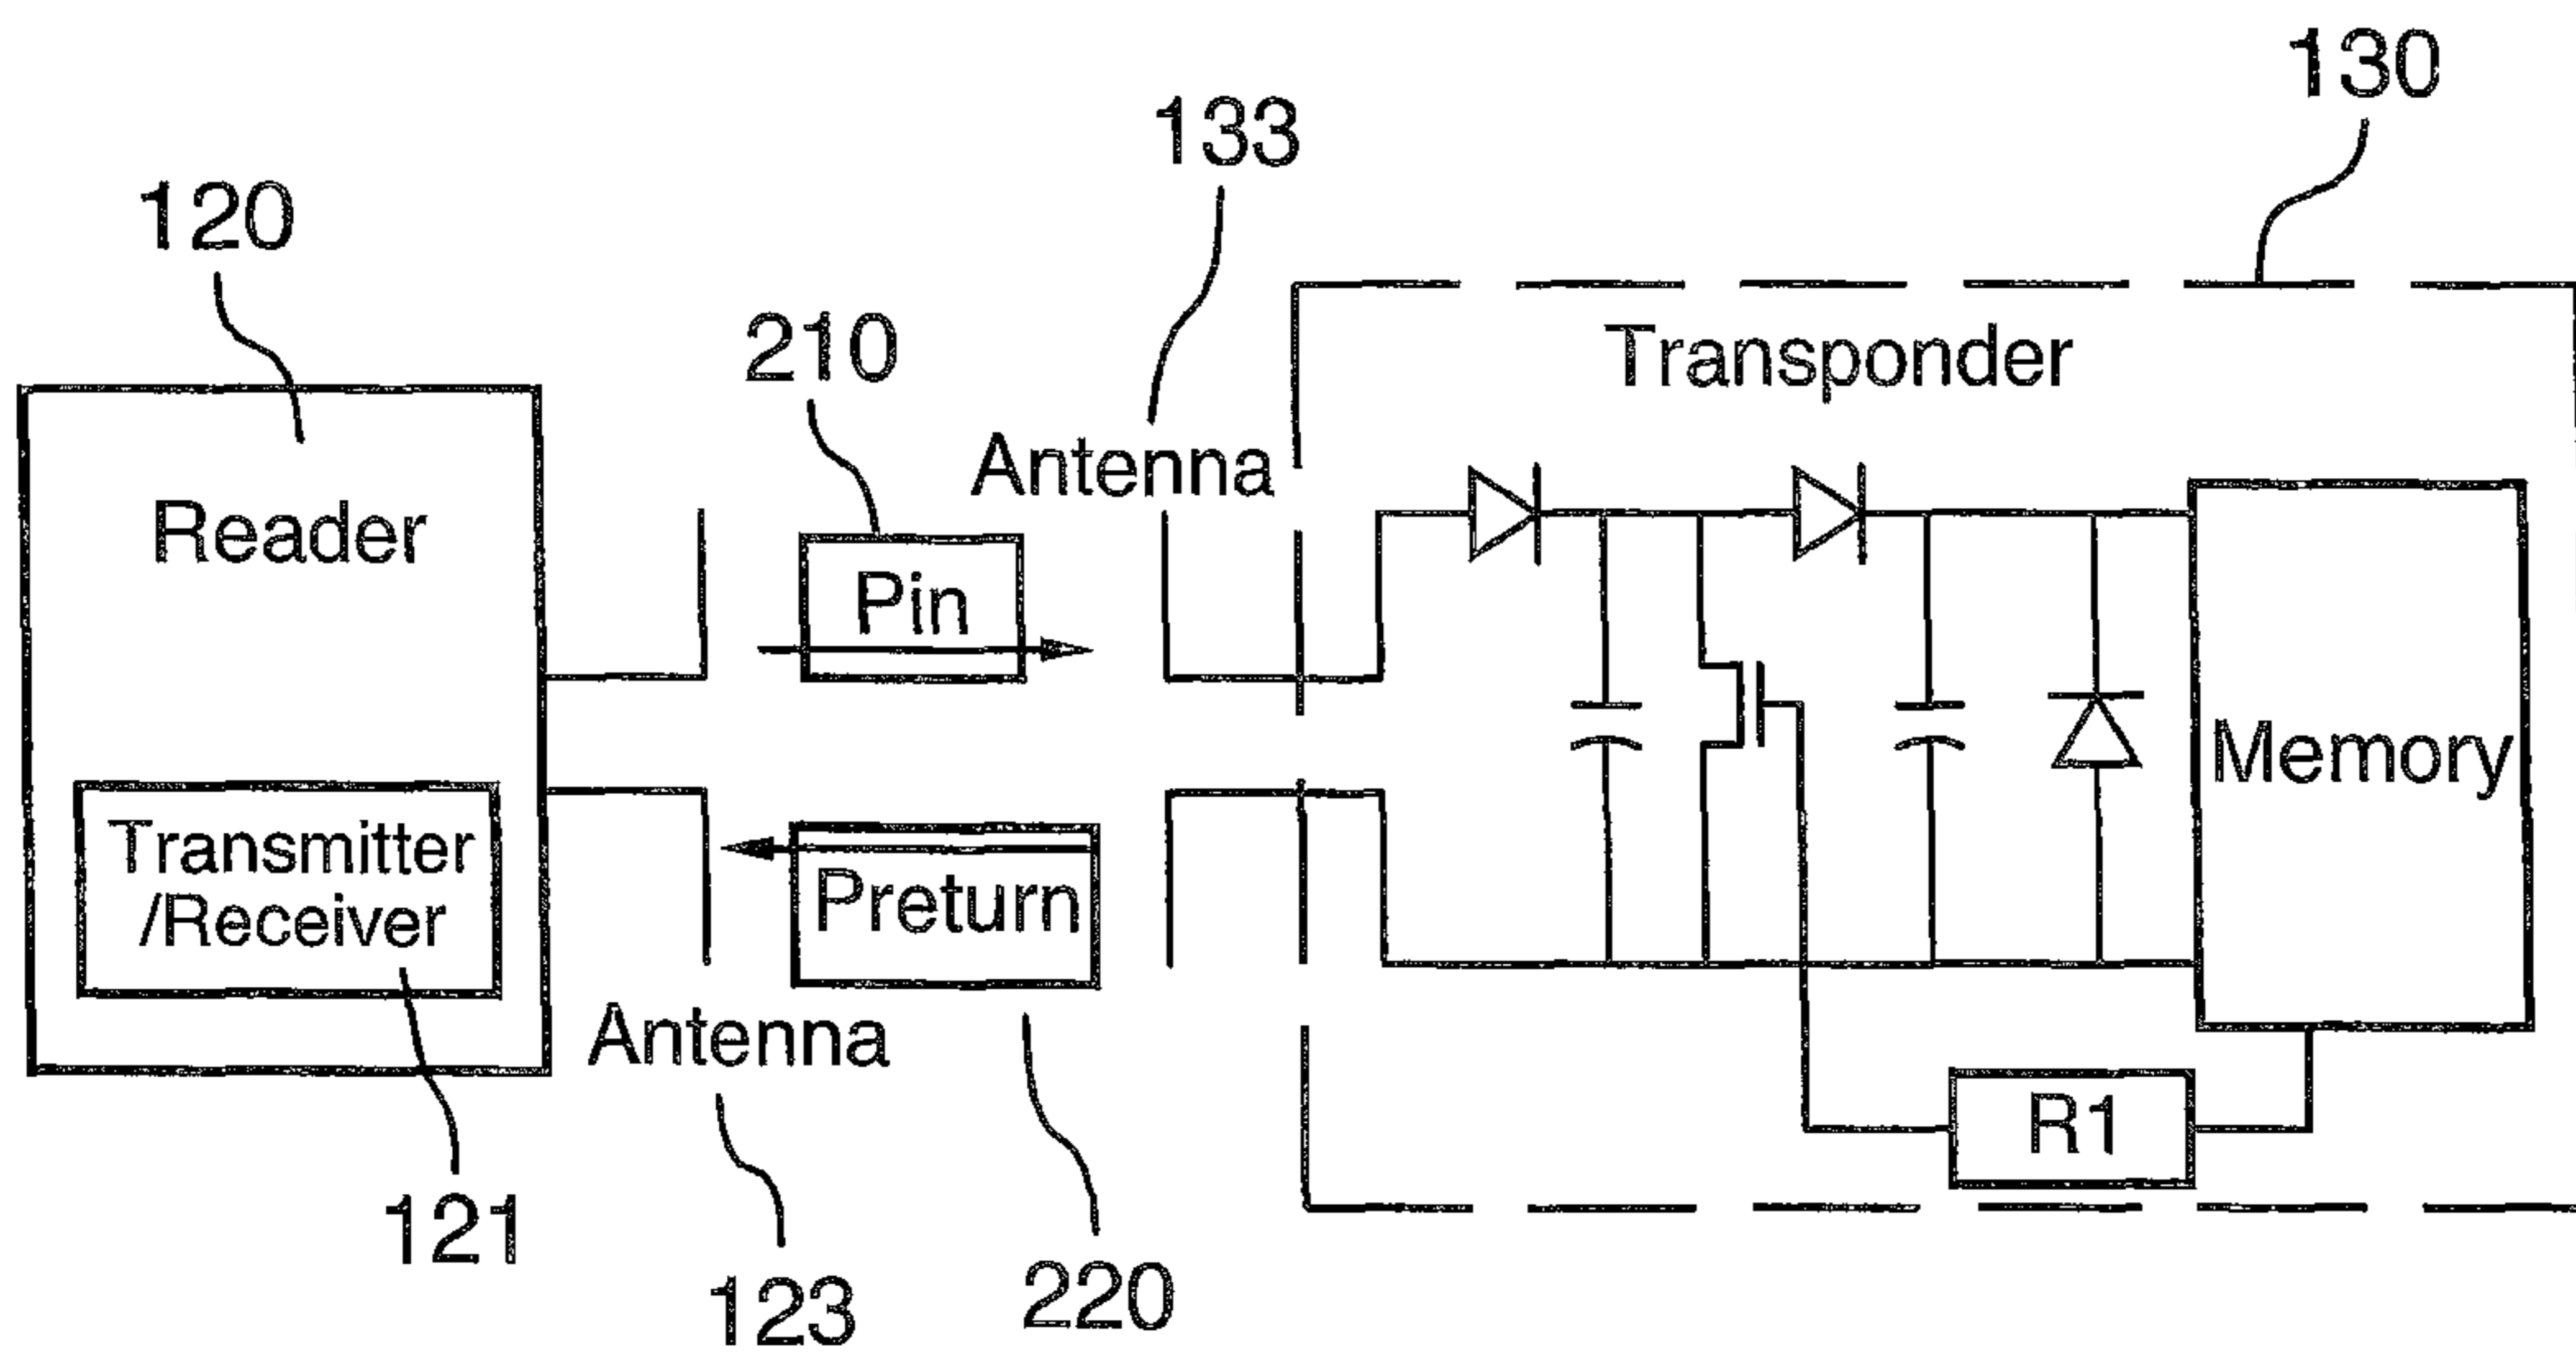 130
133
120
210
Transponder
Antenna
Reader
Pin
Memory
Transmitter
/Receiver
Preturn
Antenna
R1
121
123
220